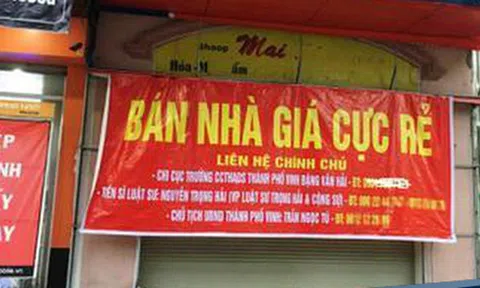 Shoop Mai
Hóa-M
BÁN NHÀ GIÁ CỰC RẺ
LIÊN HỆ CHÍNH CHỦ
- CHI CỤC TRƯỞNG CCTHADS THÀNH PHỐ VINH ĐẶNG VĂN HẢI - ĐT:
- TIẾN SĨ LUẬT SƯ: NGUYỄN TRỌNG HẢI (VP LUẬT SƯ TRỌNG HẢI & CỘNG SỰ) - ĐT:
- CHỦ TỊCH UBND THÀNH PHỐ VINH: TRẦN NGỌC TÚ - ĐT: